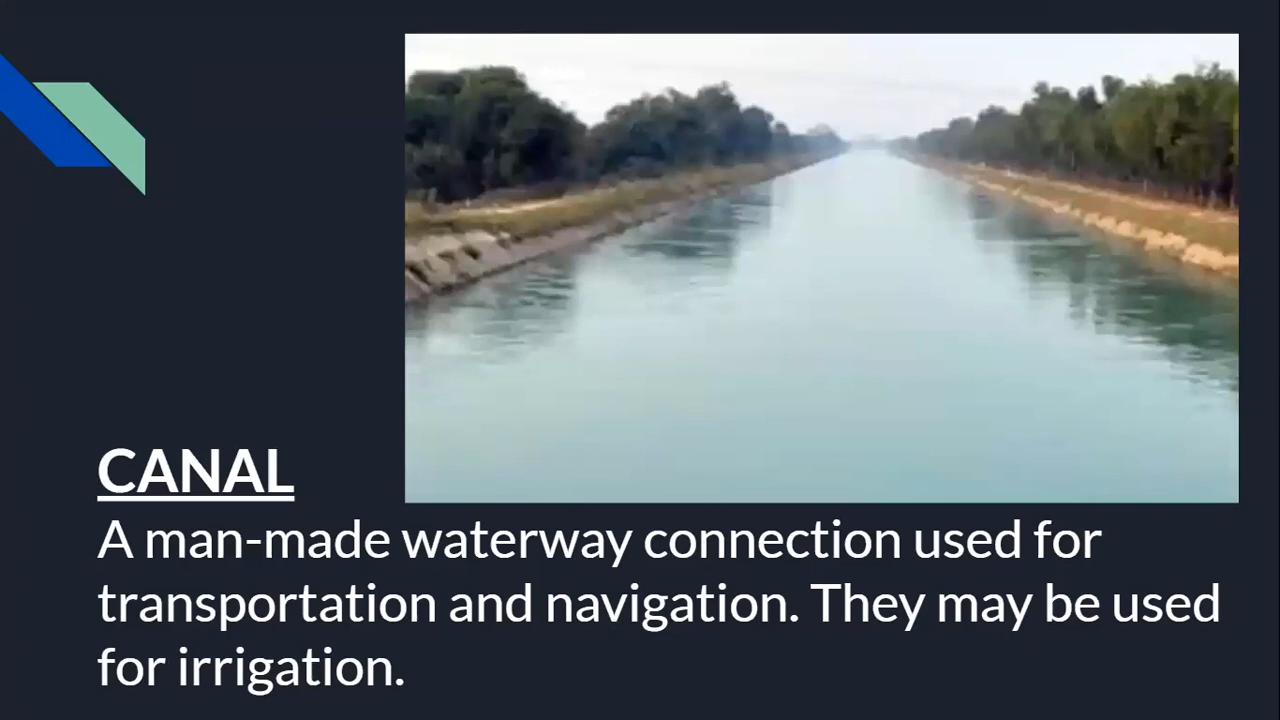 CANAL
A man-made waterway connection used for
transportation and navigation. They may be used
for irrigation.